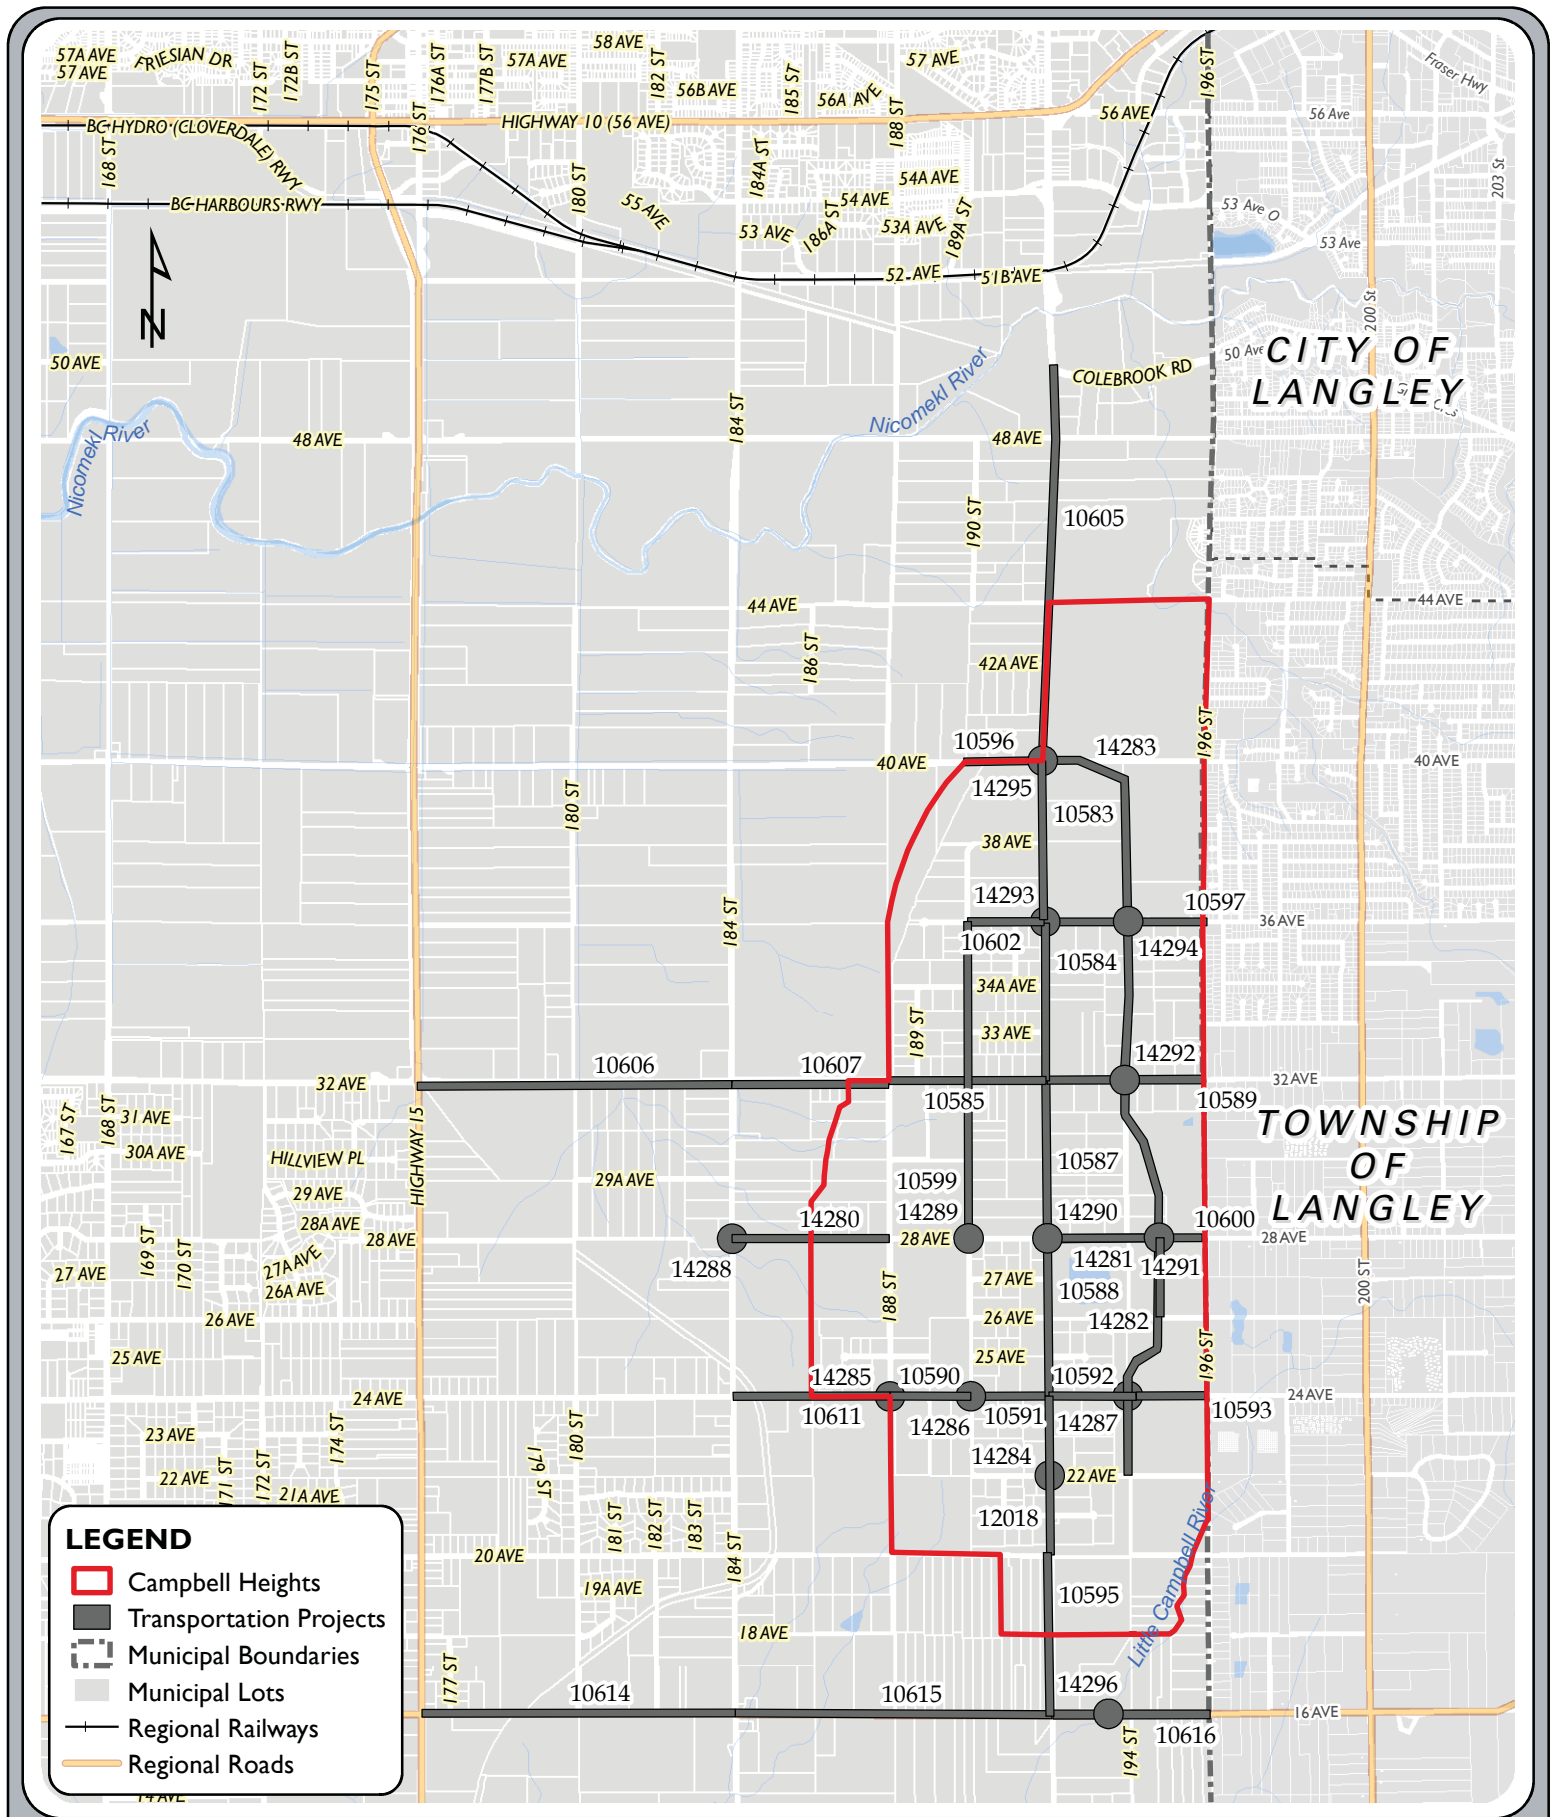 57A AVE
57 AVE
FRIESIAN DR
172 ST
172B ST
175 ST
176A ST
177B ST
57A AVE
58 AVE
182 ST
56B AVE
185 ST
56A AVE
57 AVE
188 ST
56 AVE
196 ST
Fraser Hwy
56 Ave
203 St
BC HYDRO (CLOVERDALE) RWY
HIGHWAY 10 (56 AVE)
168 ST
176 ST
BC HARBOURS RWY
180 ST
55 AVE
184A ST
54A AVE
54 AVE
53 AVE
186A ST
53A AVE
189A ST
53 Ave
53 Ave
52 AVE
51B AVE
N
200 St
50 AVE
COLEBROOK RD
50 Ave
CITY OF
LANGLEY
Nicomekl River
Nicomekl River
48 AVE
184 ST
48 AVE
190 ST
10605
44 AVE
44 AVE
186 ST
42A AVE
196 ST
10596
14283
40 AVE
40 AVE
14295
180 ST
10583
38 AVE
14293
10597
184 ST
36 AVE
10602
10584
14294
34A AVE
189 ST
33 AVE
14292
10606
10607
32 AVE
32 AVE
10585
10589
167 ST
168 ST
31 AVE
30A AVE
HIGHWAY 15
TOWNSHIP
OF
LANGLEY
HILLVIEW PL
10587
29A AVE
10599
29 AVE
28A AVE
14280
14289
14290
10600
28 AVE
28 AVE
28 AVE
169 ST
170 ST
27A AVE
27 AVE
26A AVE
14288
14281
14291
27 AVE
10588
188 ST
200 ST
26 AVE
26 AVE
14282
25 AVE
25 AVE
196 ST
14285
10590
10592
24 AVE
24 AVE
10611
14286
10591
14287
10593
23 AVE
174 ST
180 ST
179 ST
22 AVE
171 ST
172 ST
14284
22 AVE
21A AVE
181 ST
182 ST
183 ST
12018
184 ST
20 AVE
19A AVE
10595
Little Campbell River
18 AVE
177 ST
10614
10615
14296
16 AVE
10616
194 ST
14 AVE
LEGEND
Campbell Heights
Transportation Projects
Municipal Boundaries
Municipal Lots
Regional Railways
Regional Roads